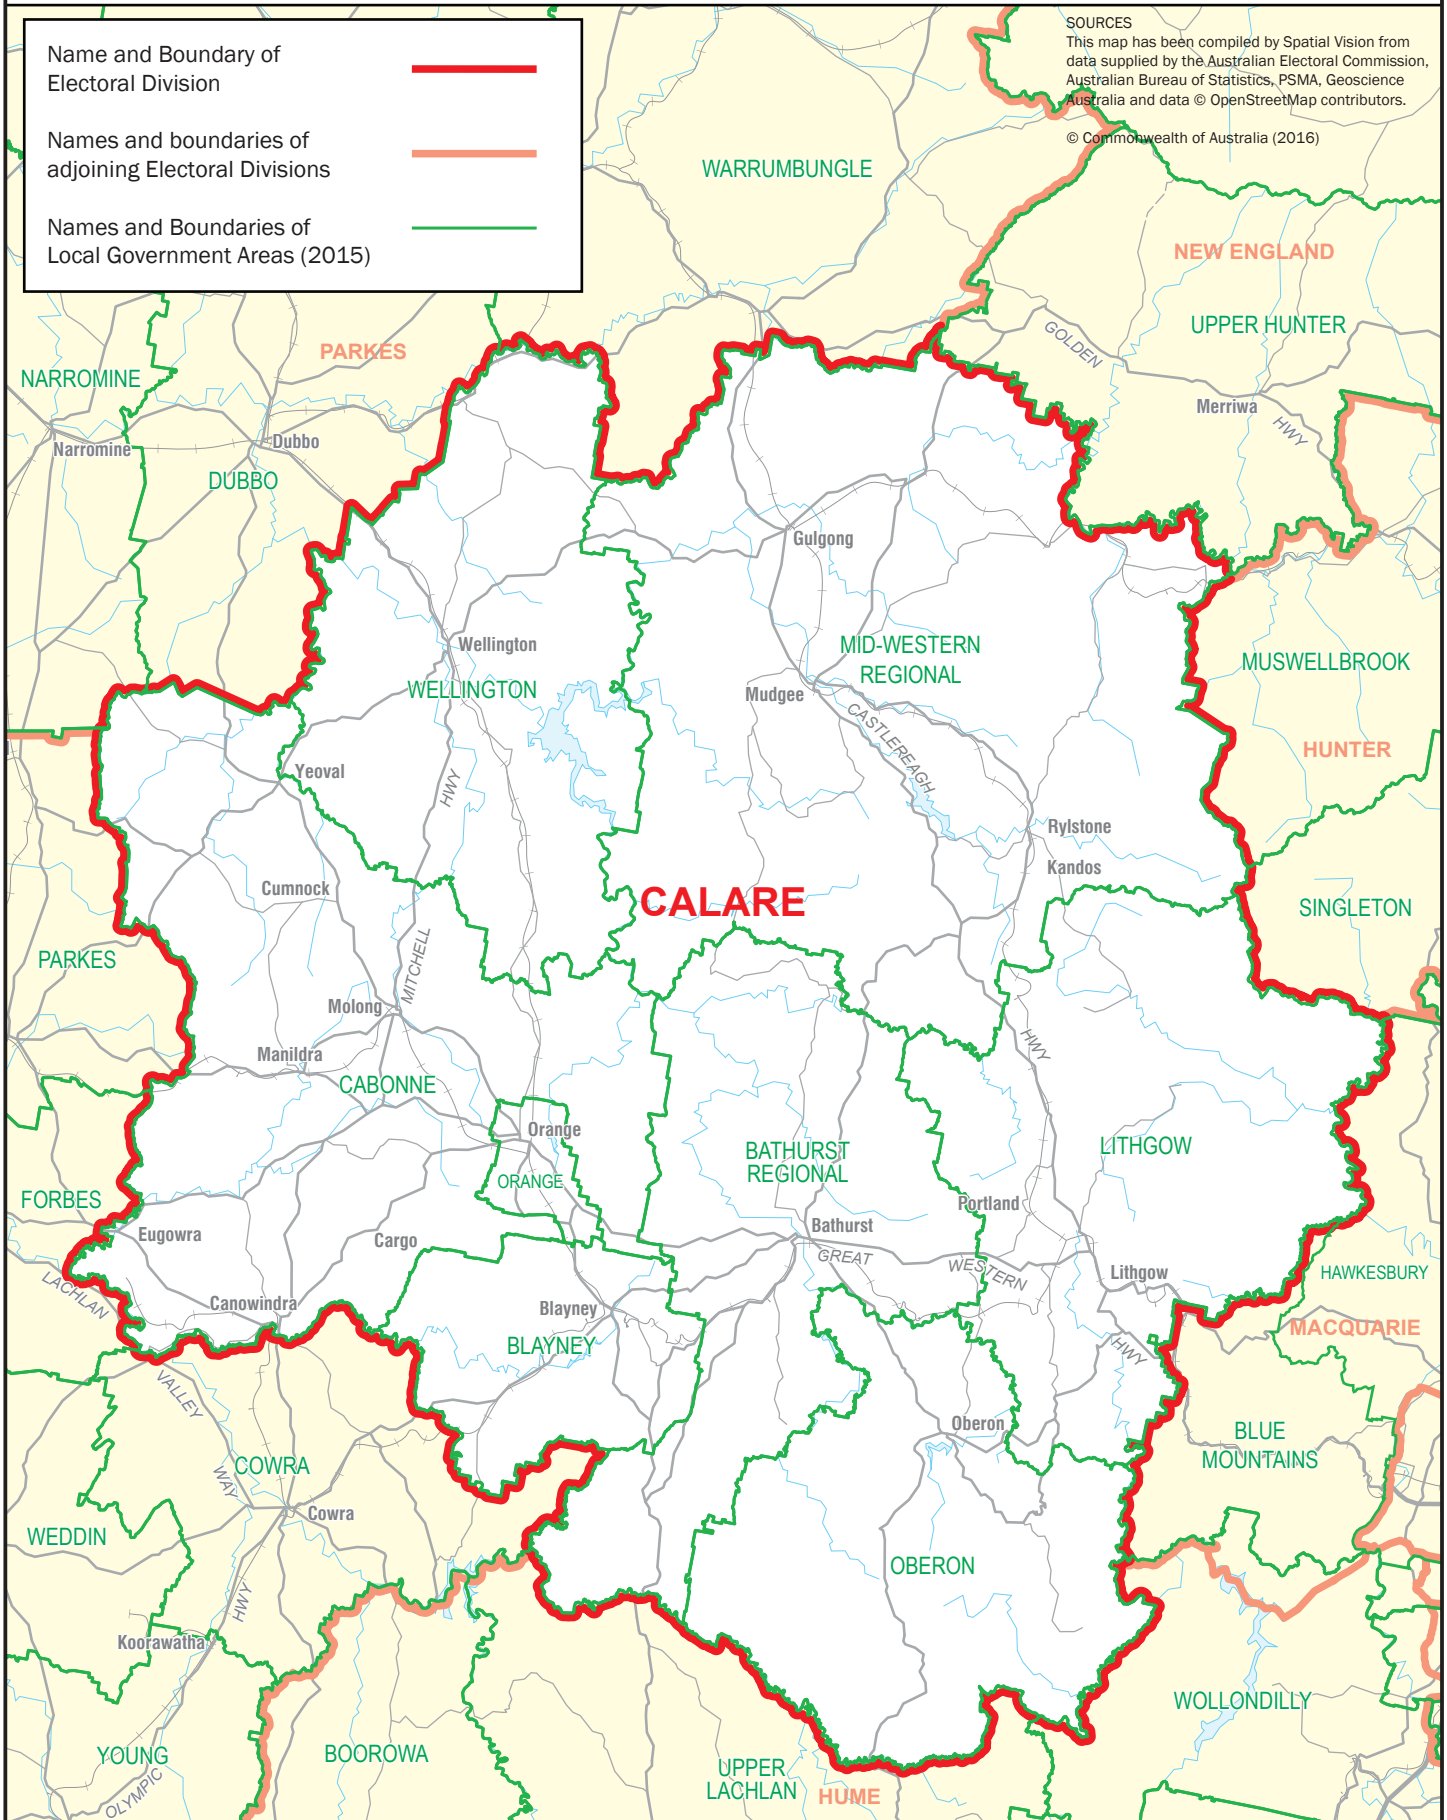 Name and Boundary of
Electoral Division
Names and boundaries of
adjoining Electoral Divisions
Names and Boundaries of
Local Government Areas (2015)
SOURCES
This map has been compiled by Spatial Vision from
data supplied by the Australian Electoral Commission,
Australian Bureau of Statistics, PSMA, Geoscience
Australia and data © OpenStreetMap contributors.
© Commonwealth of Australia (2016)
WARRUMBUNGLE
NEW ENGLAND
UPPER HUNTER
GOLDEN
PARKES
NARROMINE
Merriwa
HWY
Narromine
Dubbo
DUBBO
Gulgong
Wellington
MID-WESTERN
REGIONAL
MUSWELLBROOK
WELLINGTON
Mudgee
CASTLEREAGH
HUNTER
Yeoval
HWY
Rylstone
Kandos
Cumnock
CALARE
SINGLETON
PARKES
MITCHELL
Molong
HWY
Manildra
CABONNE
Orange
BATHURST
REGIONAL
LITHGOW
ORANGE
FORBES
Portland
Eugowra
Cargo
Bathurst
GREAT
WESTERN
Lithgow
HAWKESBURY
LACHLAN
Canowindra
Blayney
MACQUARIE
BLAYNEY
HWY
VALLEY
Oberon
BLUE
MOUNTAINS
COWRA
WAY
Cowra
WEDDIN
OBERON
HWY
Koorawatha
WOLLONDILLY
YOUNG
BOOROWA
UPPER
LACHLAN
HUME
OLYMPIC